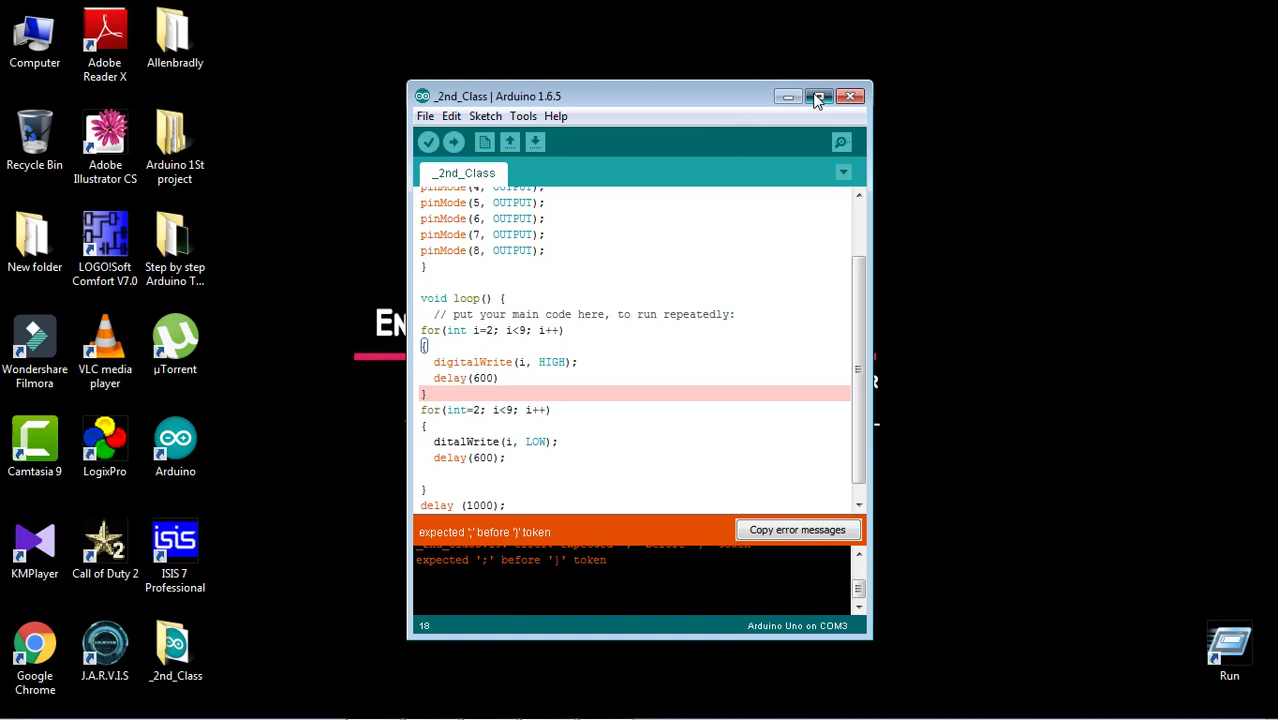 Computer
Adobe
Reader X
Allenbradly
Recycle Bin
Adobe
Illustrator CS
Arduino 1St
project
New folder
LOGO!Soft
Comfort V7.0
Step by step
Arduino T...
Wondershare
Filmora
VLC media
player
µTorrent
Camtasia 9
LogixPro
Arduino
KMPlayer
Call of Duty 2
ISIS 7
Professional
Google
Chrome
J.A.R.V.I.S
_2nd_Class
_2nd_Class | Arduino 1.6.5
File Edit Sketch Tools Help
_2nd_Class
pinMode(4, OUTPUT);
pinMode(5, OUTPUT);
pinMode(6, OUTPUT);
pinMode(7, OUTPUT);
pinMode(8, OUTPUT);
}
void loop() {
// put your main code here, to run repeatedly:
for(int i=2; i<9; i++)
{
digitalWrite(i, HIGH);
delay(600)
}
for(int=2; i<9; i++)
{
ditalWrite(i, LOW);
delay(600);
}
delay (1000);
expected ';' before '}' token
Copy error messages
expected ';' before '}' token
18
Arduino Uno on COM3
En
R
Run